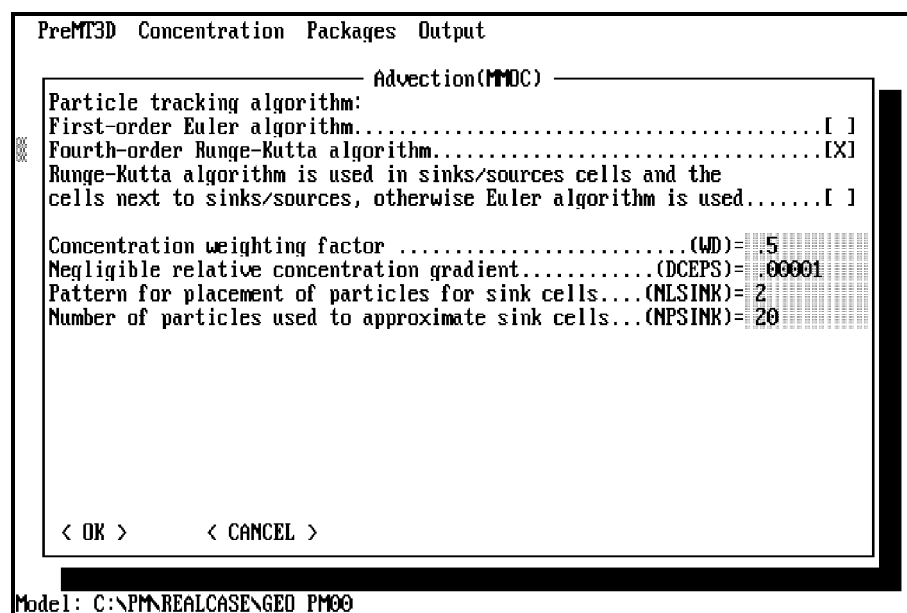 PreMT3D Concentration Packages Output
Advection(MMOC)
Particle tracking algorithm:
First-order Euler algorithm...........................................[ ]
Fourth-order Runge-Kutta algorithm....................................[X]
Runge-Kutta algorithm is used in sinks/sources cells and the
cells next to sinks/sources, otherwise Euler algorithm is used.......[ ]
Concentration weighting factor ..........................(WD)= .5
Negligible relative concentration gradient............(DCEPS)= .00001
Pattern for placement of particles for sink cells....(NLSINK)= 2
Number of particles used to approximate sink cells...(NPSINK)= 20
< OK > < CANCEL >
Model: C:\PM\REALCASE\GEO PM00